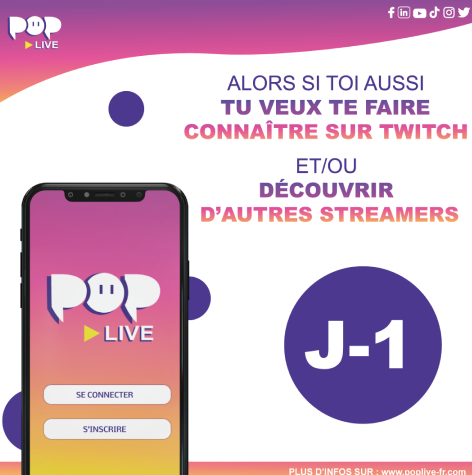 POP
LIVE
ALORS SI TOI AUSSI
TU VEUX TE FAIRE
CONNAÎTRE SUR TWITCH
ET/OU
DÉCOUVRIR
D'AUTRES STREAMERS
POP
LIVE
SE CONNECTER
S'INSCRIRE
J-1
PLUS D'INFOS SUR : www.poplive-fr.com